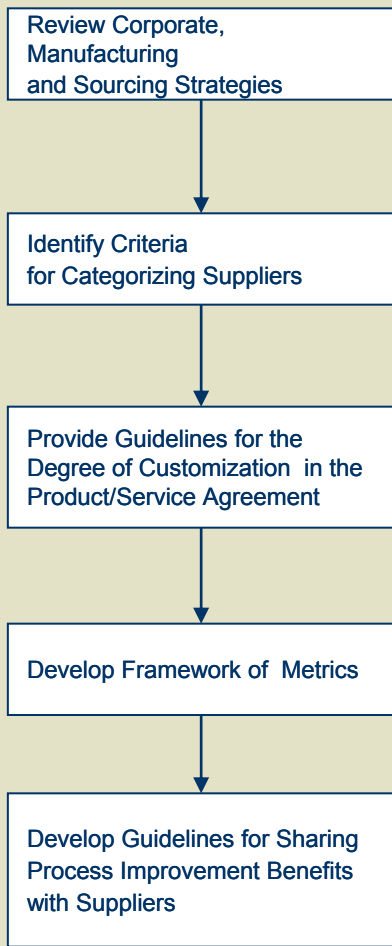 Review Corporate,
Manufacturing
and Sourcing Strategies
Identify Criteria
for Categorizing Suppliers
Provide Guidelines for the
Degree of Customization in the
Product/Service Agreement
Develop Framework of Metrics
Develop Guidelines for Sharing
Process Improvement Benefits
with Suppliers